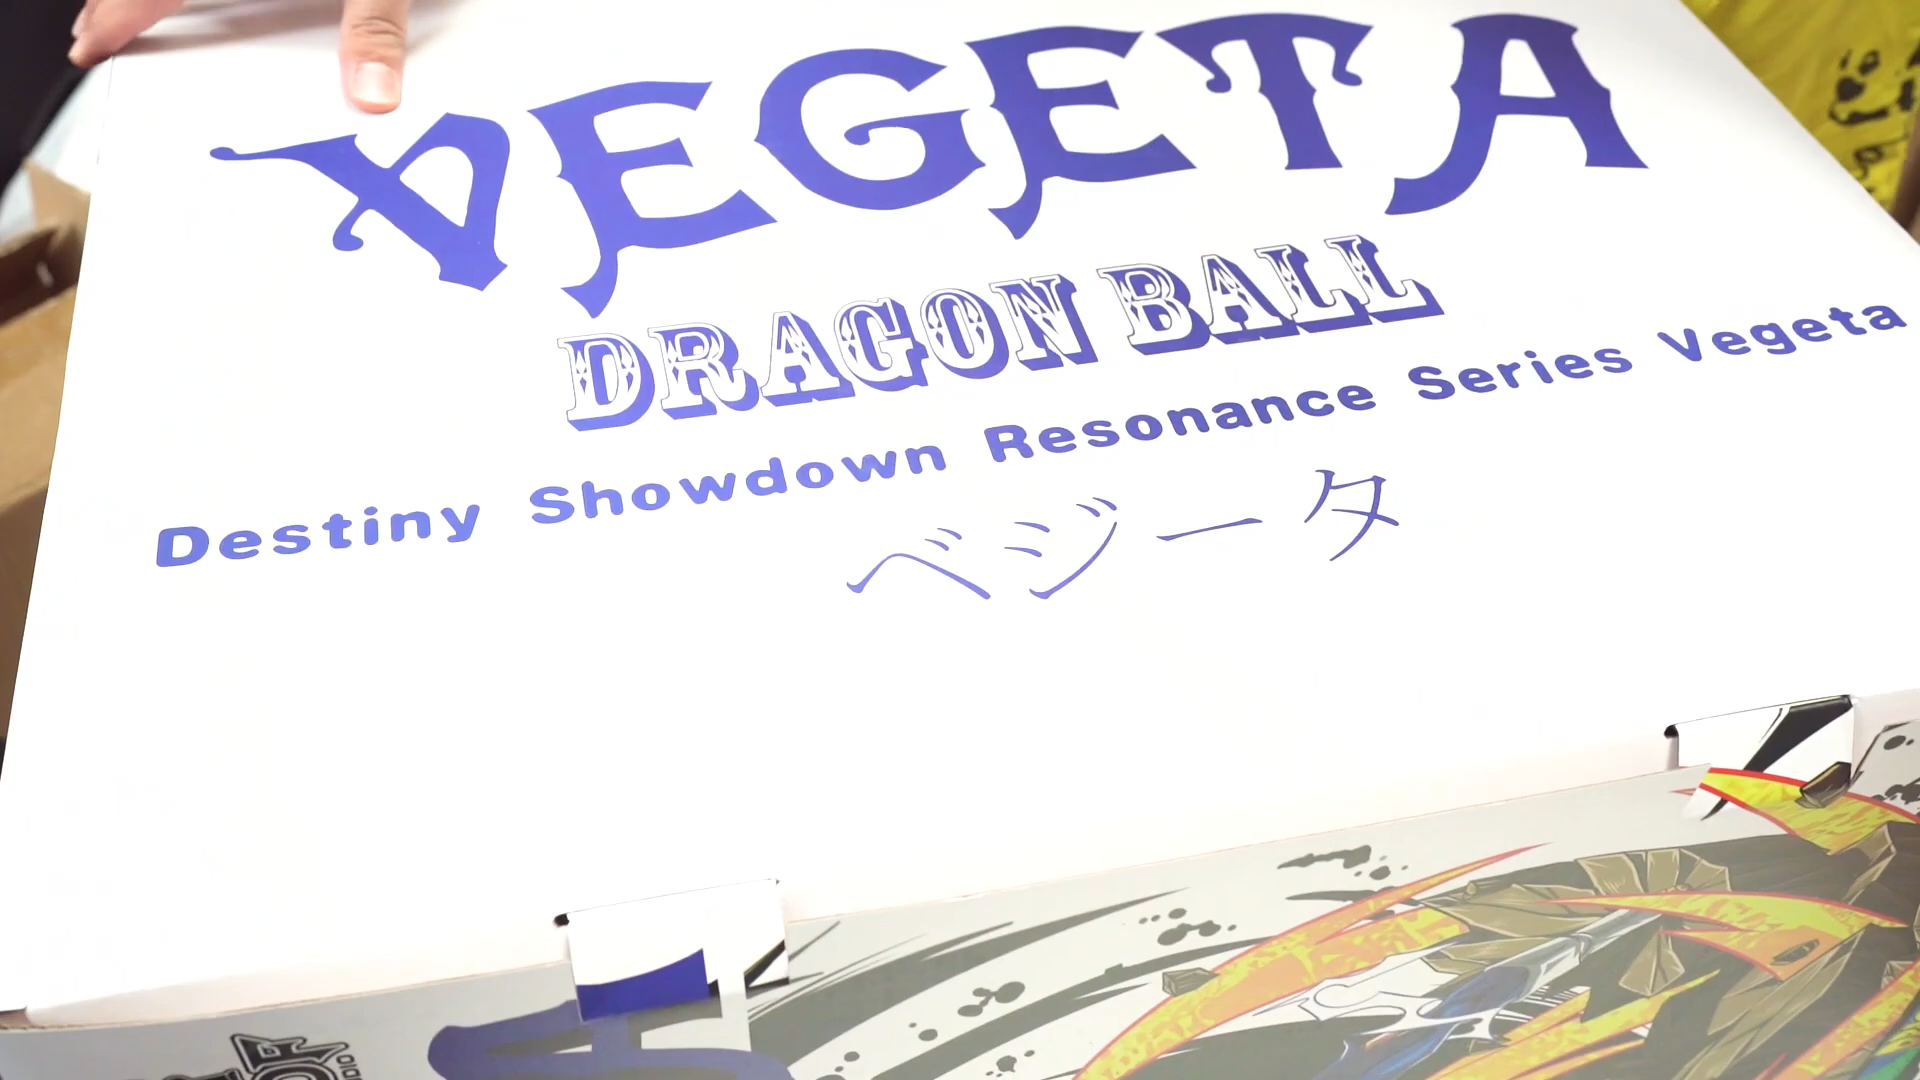 VEGETA
DRAGON BALL
Destiny Showdown Resonance Series Vegeta
ベジータ